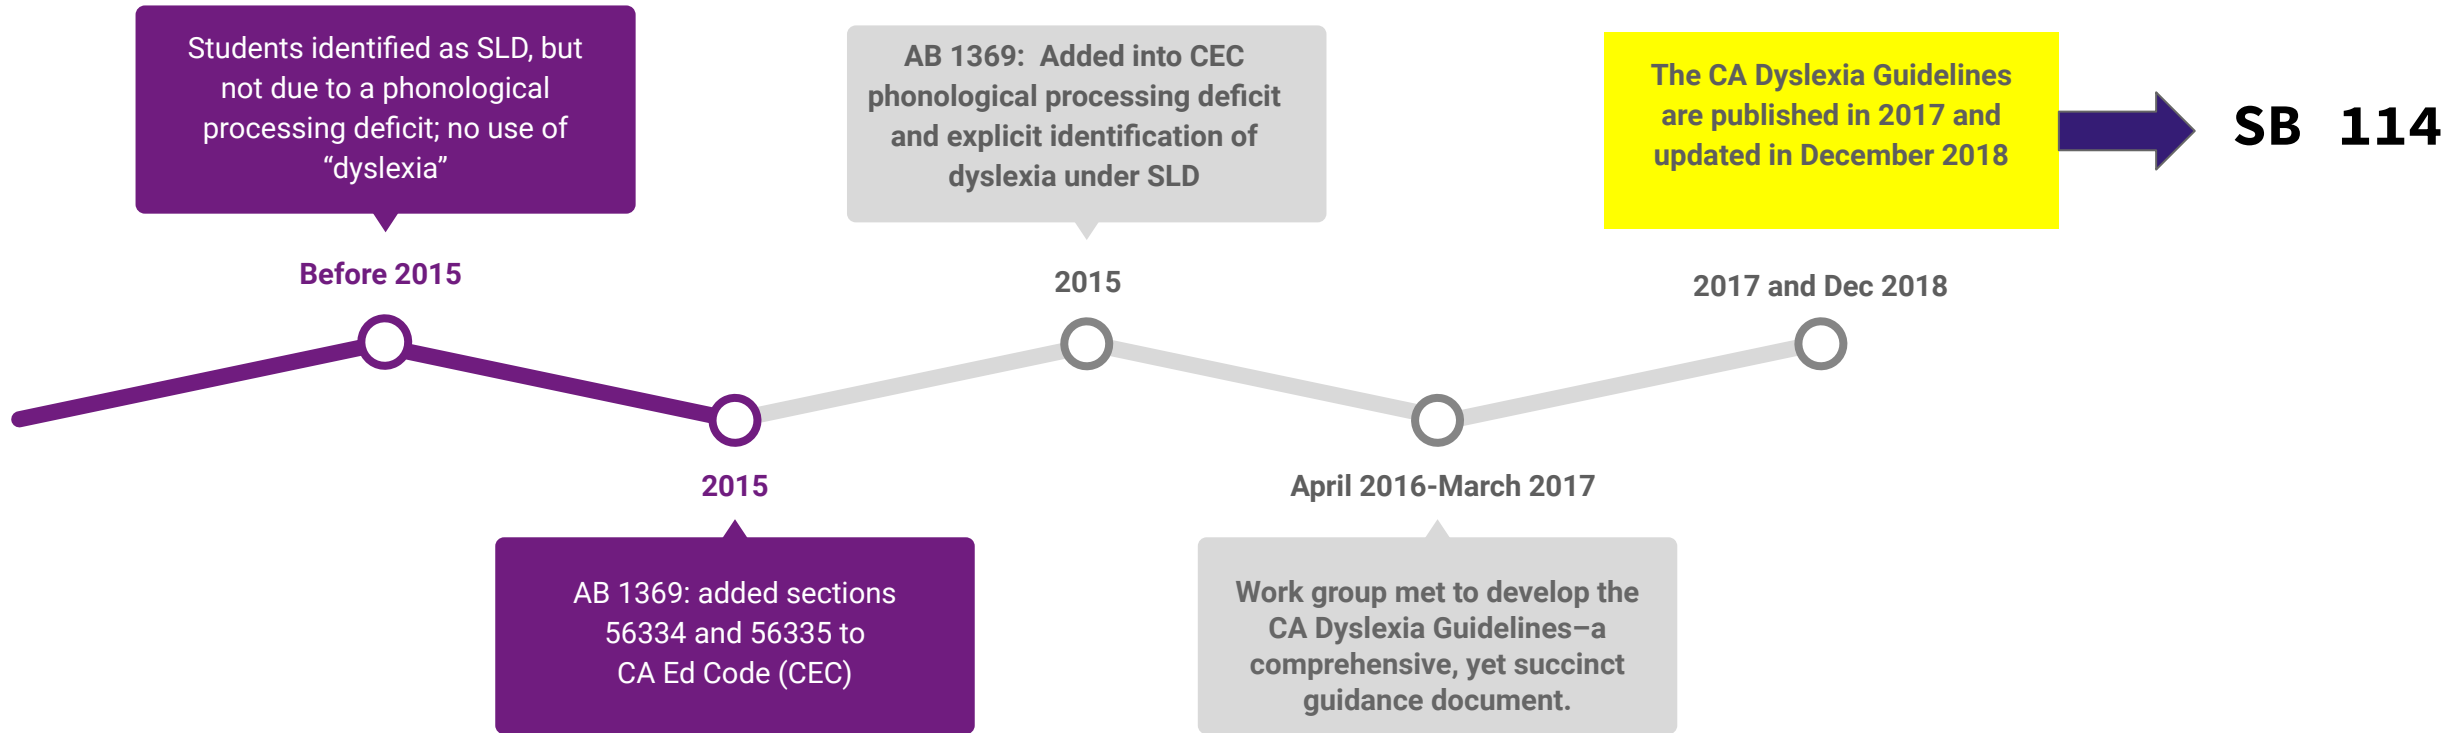 Students identified as SLD, but
not due to a phonological
processing deficit; no use of
“dyslexia”
Before 2015
2015
AB 1369: added sections
56334 and 56335 to
CA Ed Code (CEC)
AB 1369:  Added into CEC
phonological processing deficit
and explicit identification of
dyslexia under SLD
2015
April 2016-March 2017
Work group met to develop the
CA Dyslexia Guidelines–a
comprehensive, yet succinct
guidance document.
The CA Dyslexia Guidelines
are published in 2017 and
updated in December 2018
2017 and Dec 2018
SB 114